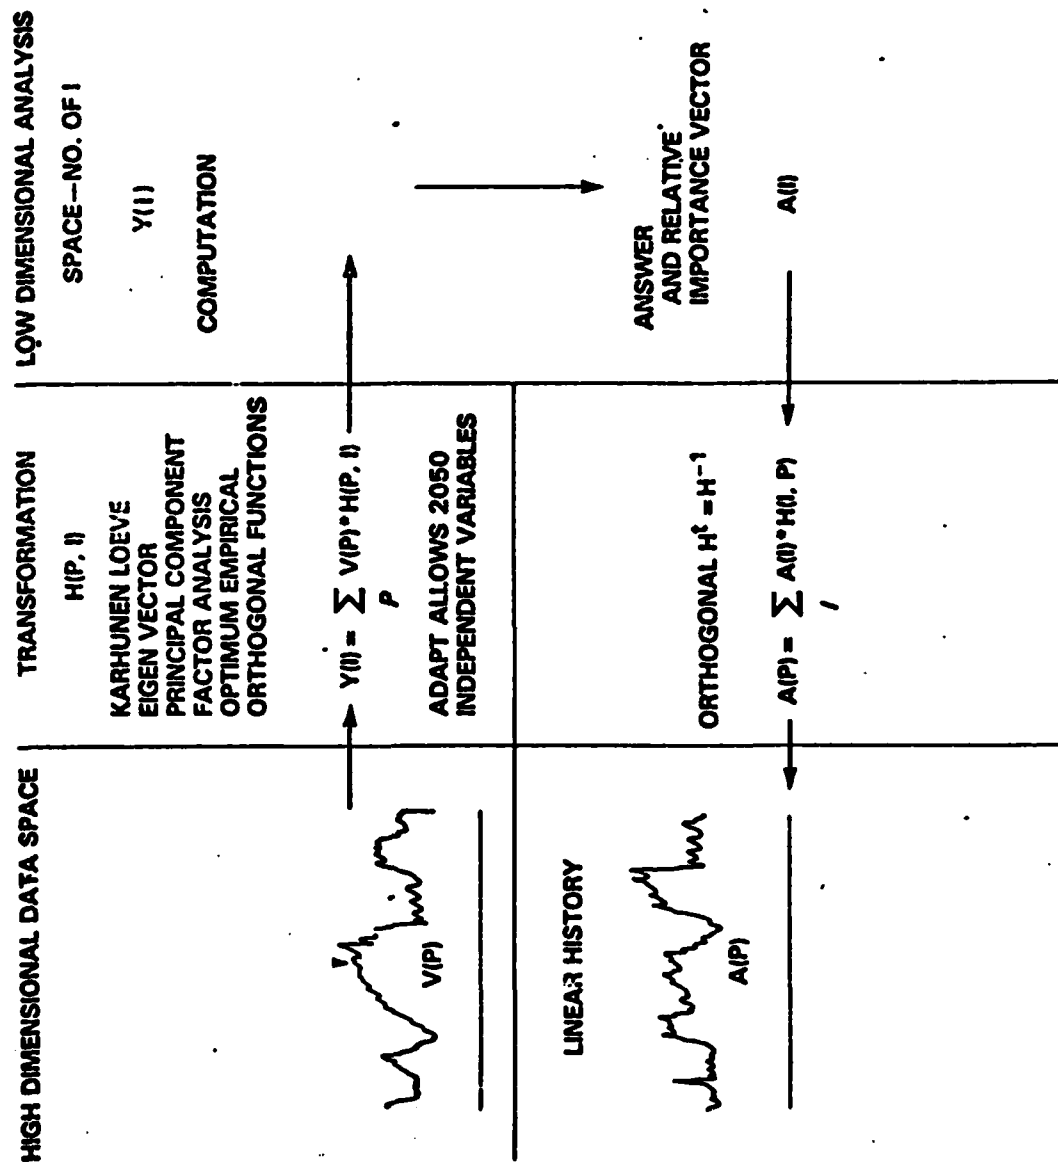 HIGH DIMENSIONAL DATA SPACE
V(P)
LINEAR HISTORY
A(P)
TRANSFORMATION
H(P, I)
KARHUNEN LOEVE
EIGEN VECTOR
PRINCIPAL COMPONENT
FACTOR ANALYSIS
OPTIMUM EMPIRICAL
ORTHOGONAL FUNCTIONS
Y(I) = ∑ V(P)*H(P, I)
P
ADAPT ALLOWS 2050
INDEPENDENT VARIABLES
ORTHOGONAL Hᵗ = H⁻¹
A(P) = ∑ A(I)*H(I, P)
I
LOW DIMENSIONAL ANALYSIS
SPACE—NO. OF I
Y(I)
COMPUTATION
ANSWER
AND RELATIVE
IMPORTANCE VECTOR
A(I)